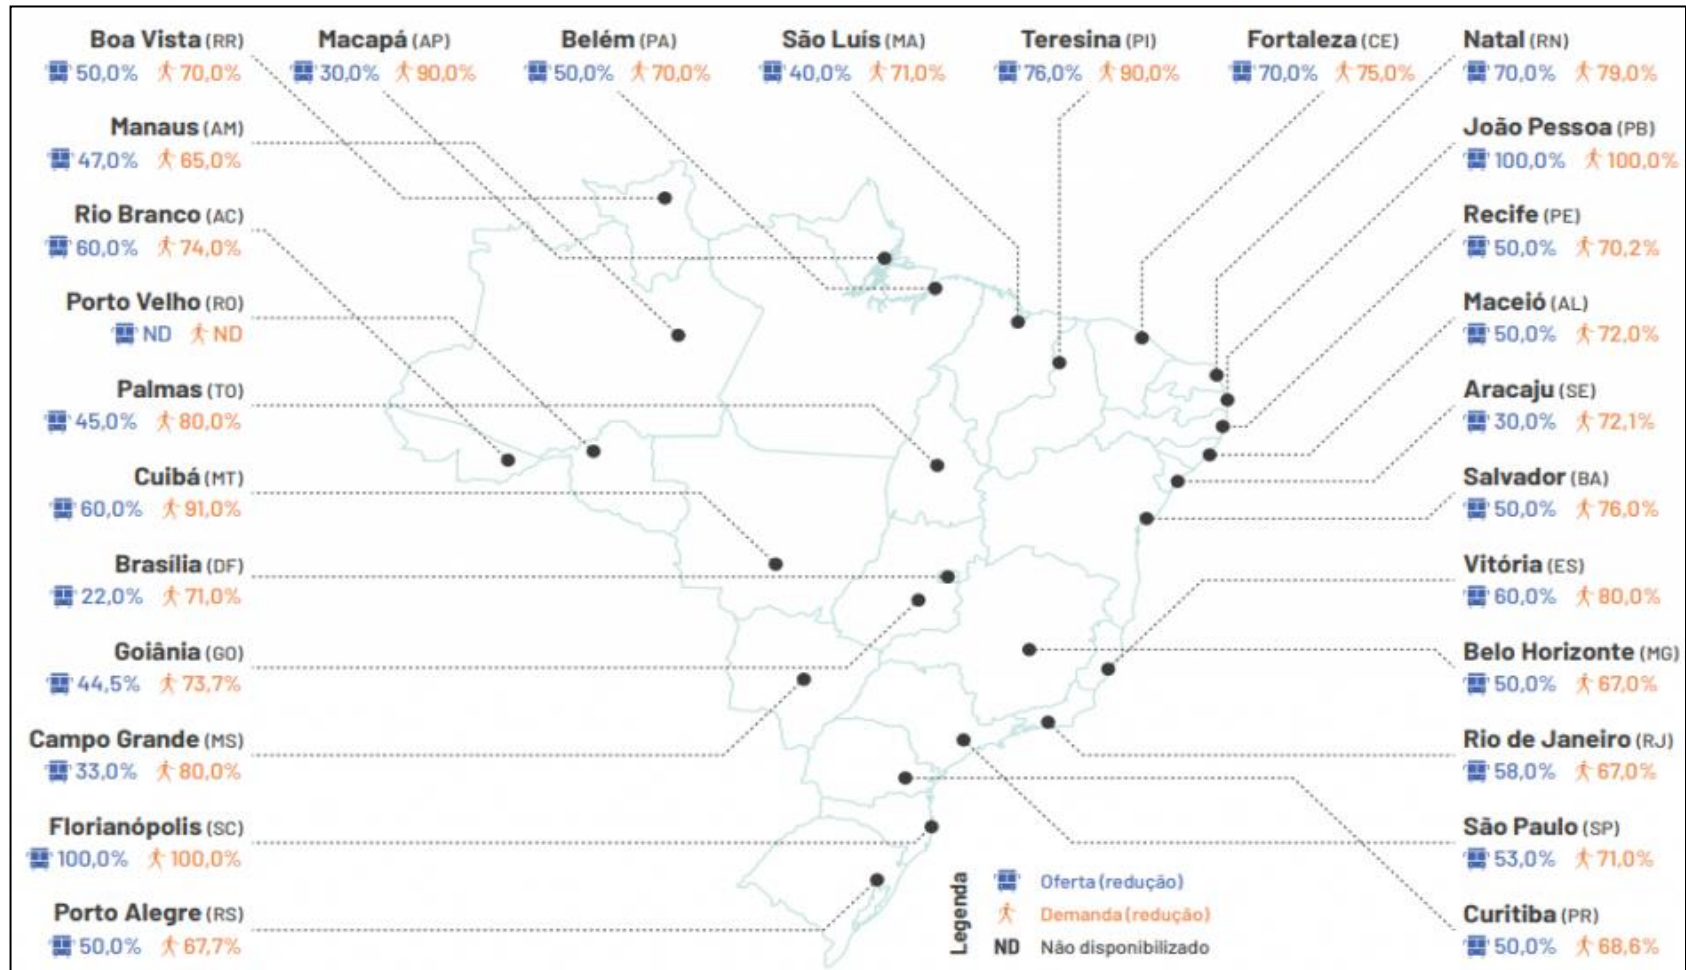 Boa Vista (RR)
50,0% 70,0%
Macapá (AP)
30,0% 90,0%
Belém (PA)
50,0% 70,0%
São Luís (MA)
40,0% 71,0%
Teresina (PI)
76,0% 90,0%
Fortaleza (CE)
70,0% 75,0%
Natal (RN)
70,0% 79,0%
Manaus (AM)
47,0% 65,0%
Rio Branco (AC)
60,0% 74,0%
Porto Velho (RO)
ND ND
Palmas (TO)
45,0% 80,0%
Cuibá (MT)
60,0% 91,0%
Brasília (DF)
22,0% 71,0%
Goiânia (GO)
44,5% 73,7%
Campo Grande (MS)
33,0% 80,0%
Florianópolis (SC)
100,0% 100,0%
Porto Alegre (RS)
50,0% 67,7%
João Pessoa (PB)
100,0% 100,0%
Recife (PE)
50,0% 70,2%
Maceió (AL)
50,0% 72,0%
Aracaju (SE)
30,0% 72,1%
Salvador (BA)
50,0% 76,0%
Vitória (ES)
60,0% 80,0%
Belo Horizonte (MG)
50,0% 67,0%
Rio de Janeiro (RJ)
58,0% 67,0%
São Paulo (SP)
53,0% 71,0%
Curitiba (PR)
50,0% 68,6%
Legenda
Oferta (redução)
Demanda (redução)
ND Não disponibilizado